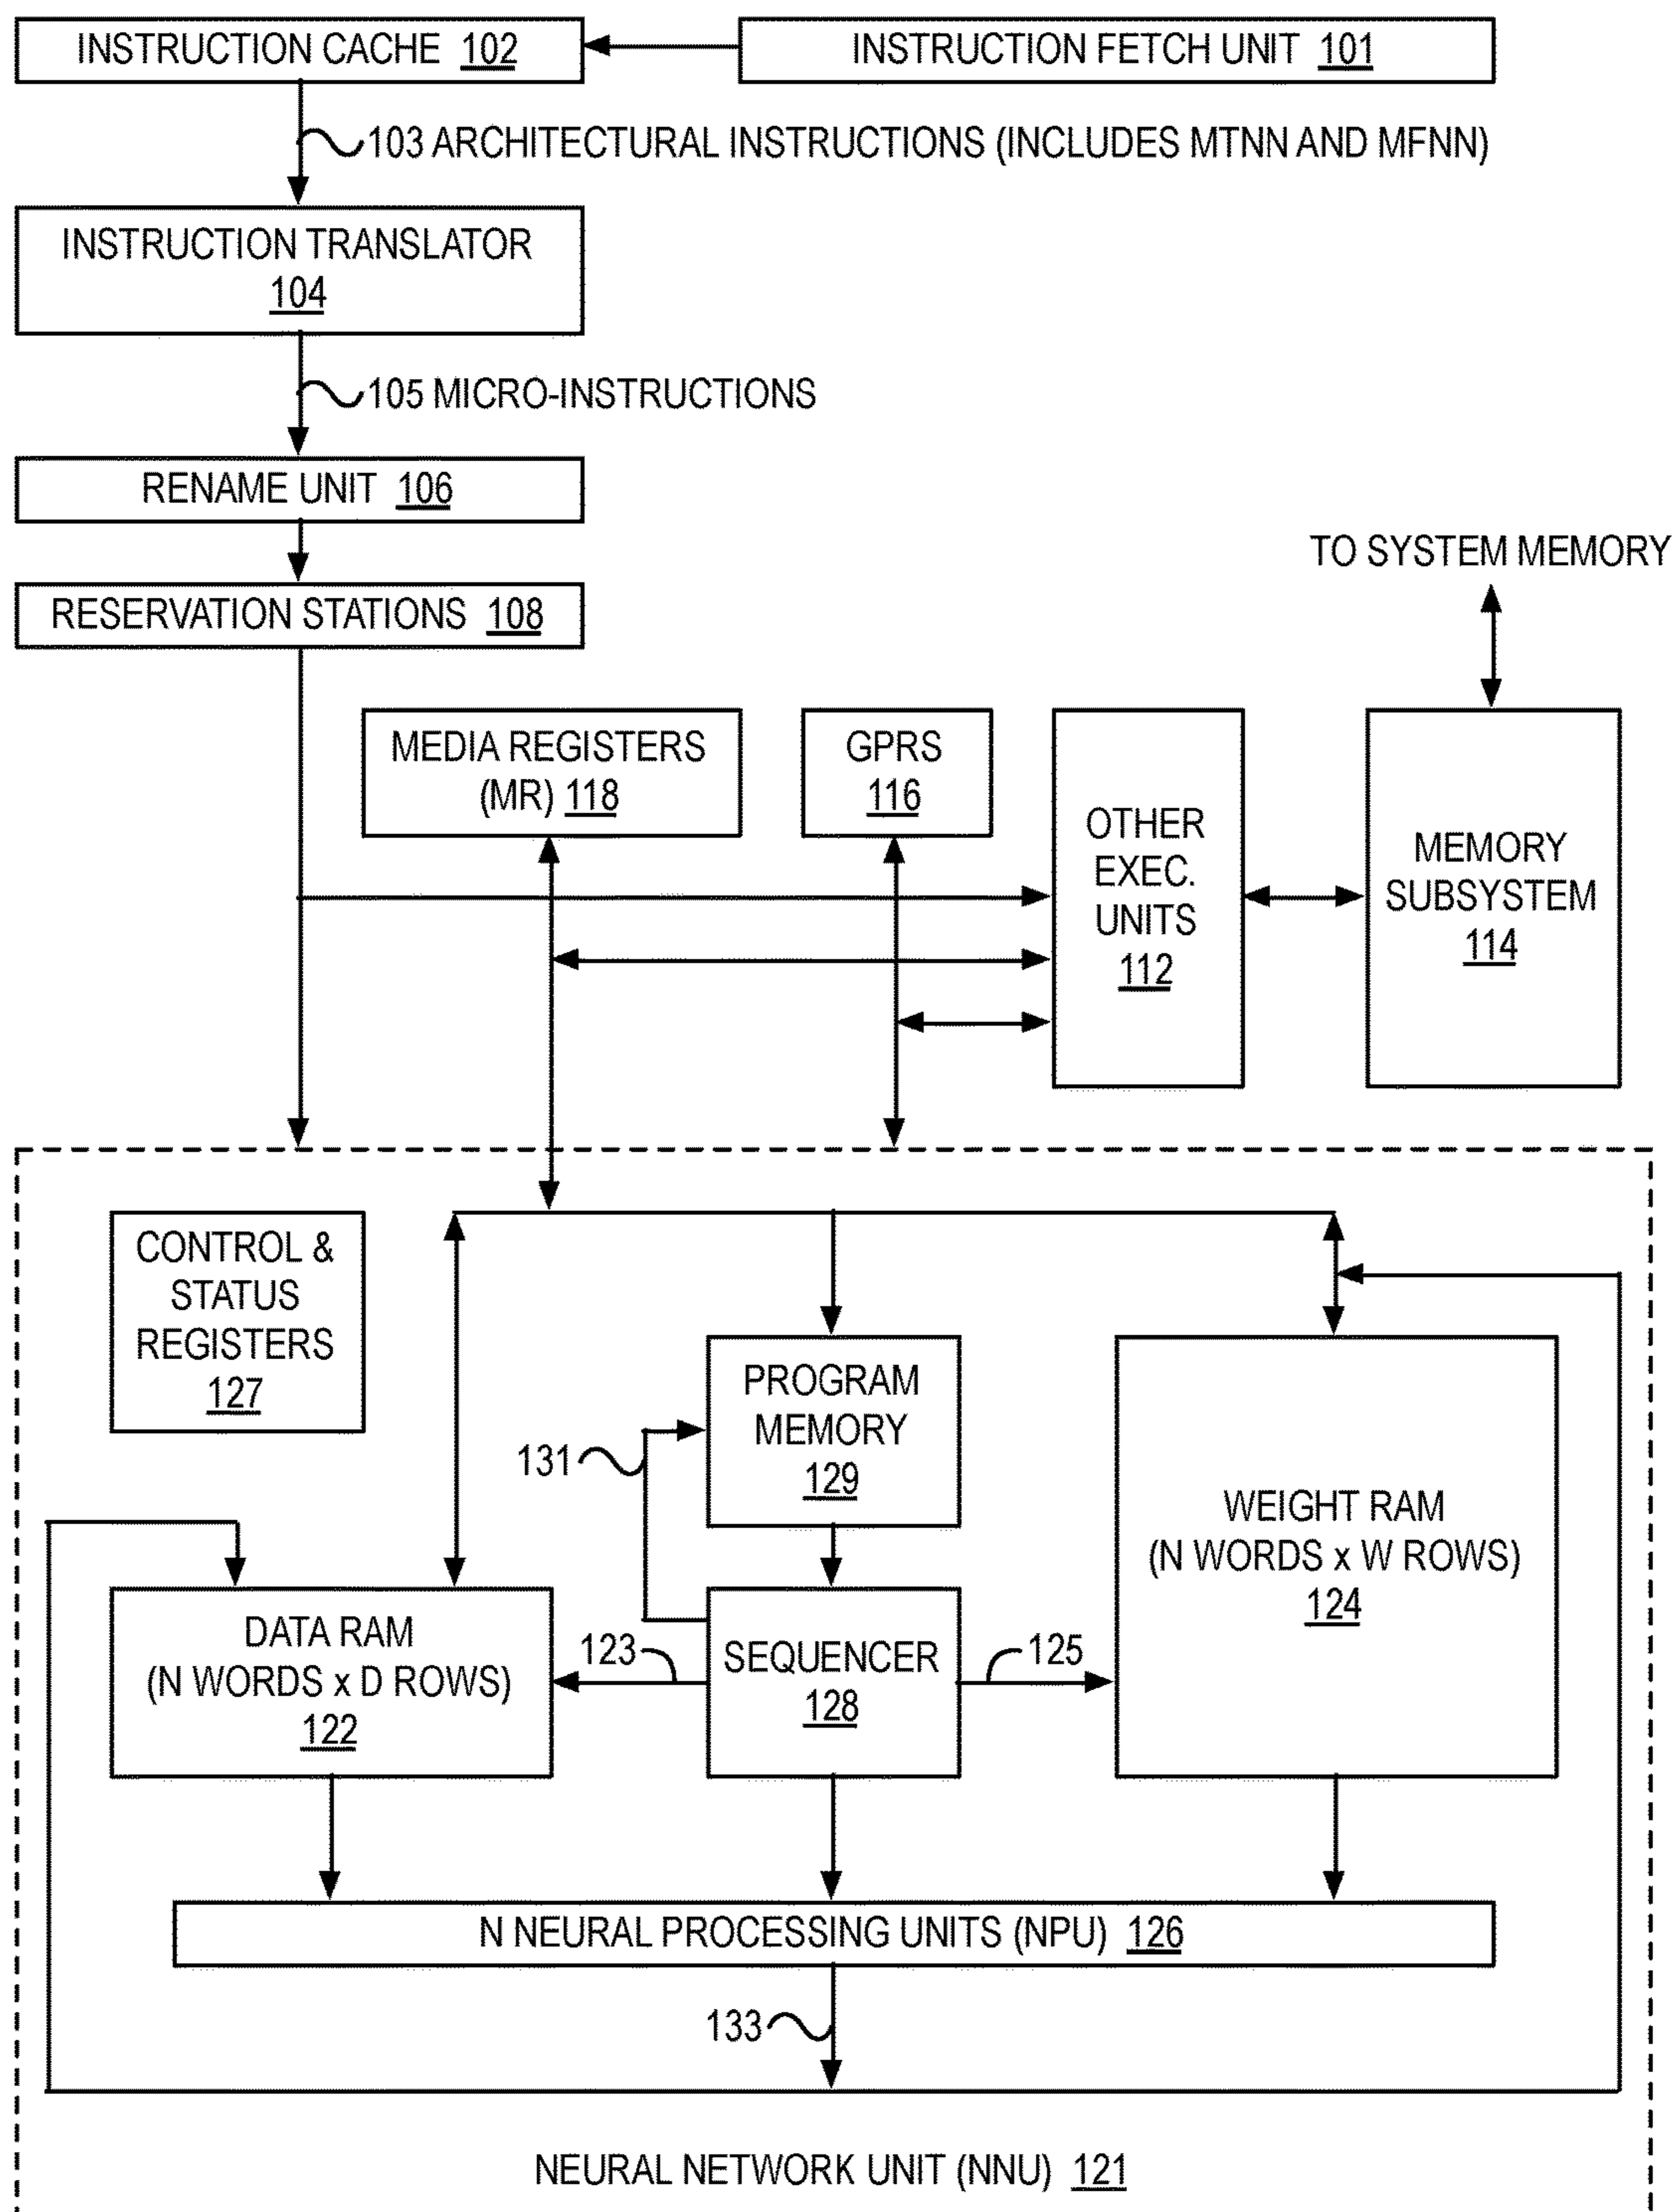 INSTRUCTION CACHE 102
INSTRUCTION FETCH UNIT 101
103 ARCHITECTURAL INSTRUCTIONS (INCLUDES MTNN AND MFNN)
INSTRUCTION TRANSLATOR
104
105 MICRO-INSTRUCTIONS
RENAME UNIT 106
TO SYSTEM MEMORY
RESERVATION STATIONS 108
MEDIA REGISTERS
(MR) 118
GPRS
116
OTHER
EXEC.
UNITS
112
MEMORY
SUBSYSTEM
114
CONTROL &
STATUS
REGISTERS
127
PROGRAM
MEMORY
129
131
WEIGHT RAM
(N WORDS x W ROWS)
124
DATA RAM
(N WORDS x D ROWS)
122
123
SEQUENCER
128
125
N NEURAL PROCESSING UNITS (NPU) 126
133
NEURAL NETWORK UNIT (NNU) 121